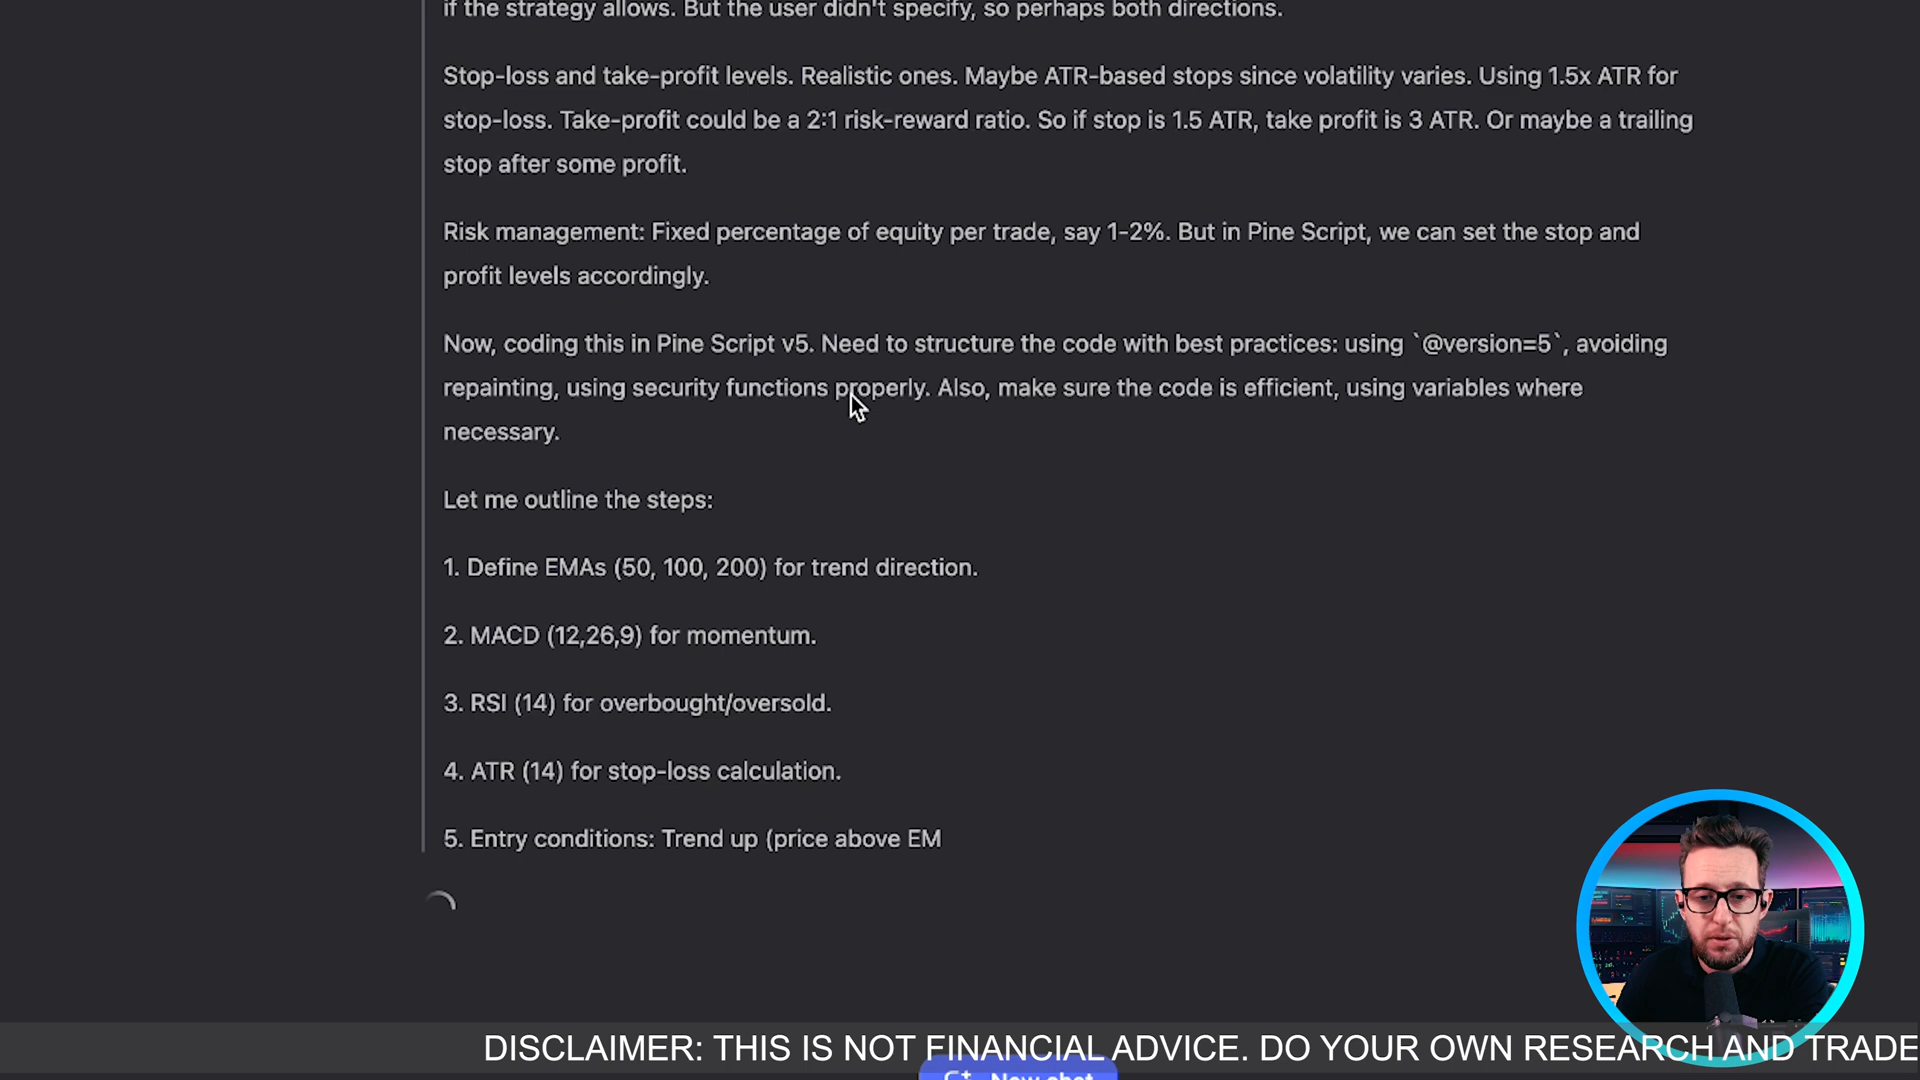 if the strategy allows. But the user didn't specify, so perhaps both directions.
Stop-loss and take-profit levels. Realistic ones. Maybe ATR-based stops since volatility varies. Using 1.5x ATR for
stop-loss. Take-profit could be a 2:1 risk-reward ratio. So if stop is 1.5 ATR, take profit is 3 ATR. Or maybe a trailing
stop after some profit.
Risk management: Fixed percentage of equity per trade, say 1-2%. But in Pine Script, we can set the stop and
profit levels accordingly.
Now, coding this in Pine Script v5. Need to structure the code with best practices: using `@version=5`, avoiding
repainting, using security functions properly. Also, make sure the code is efficient, using variables where
necessary.
Let me outline the steps:
1. Define EMAs (50, 100, 200) for trend direction.
2. MACD (12,26,9) for momentum.
3. RSI (14) for overbought/oversold.
4. ATR (14) for stop-loss calculation.
5. Entry conditions: Trend up (price above EM
DISCLAIMER: THIS IS NOT FINANCIAL ADVICE. DO YOUR OWN RESEARCH AND TRADE
New chat